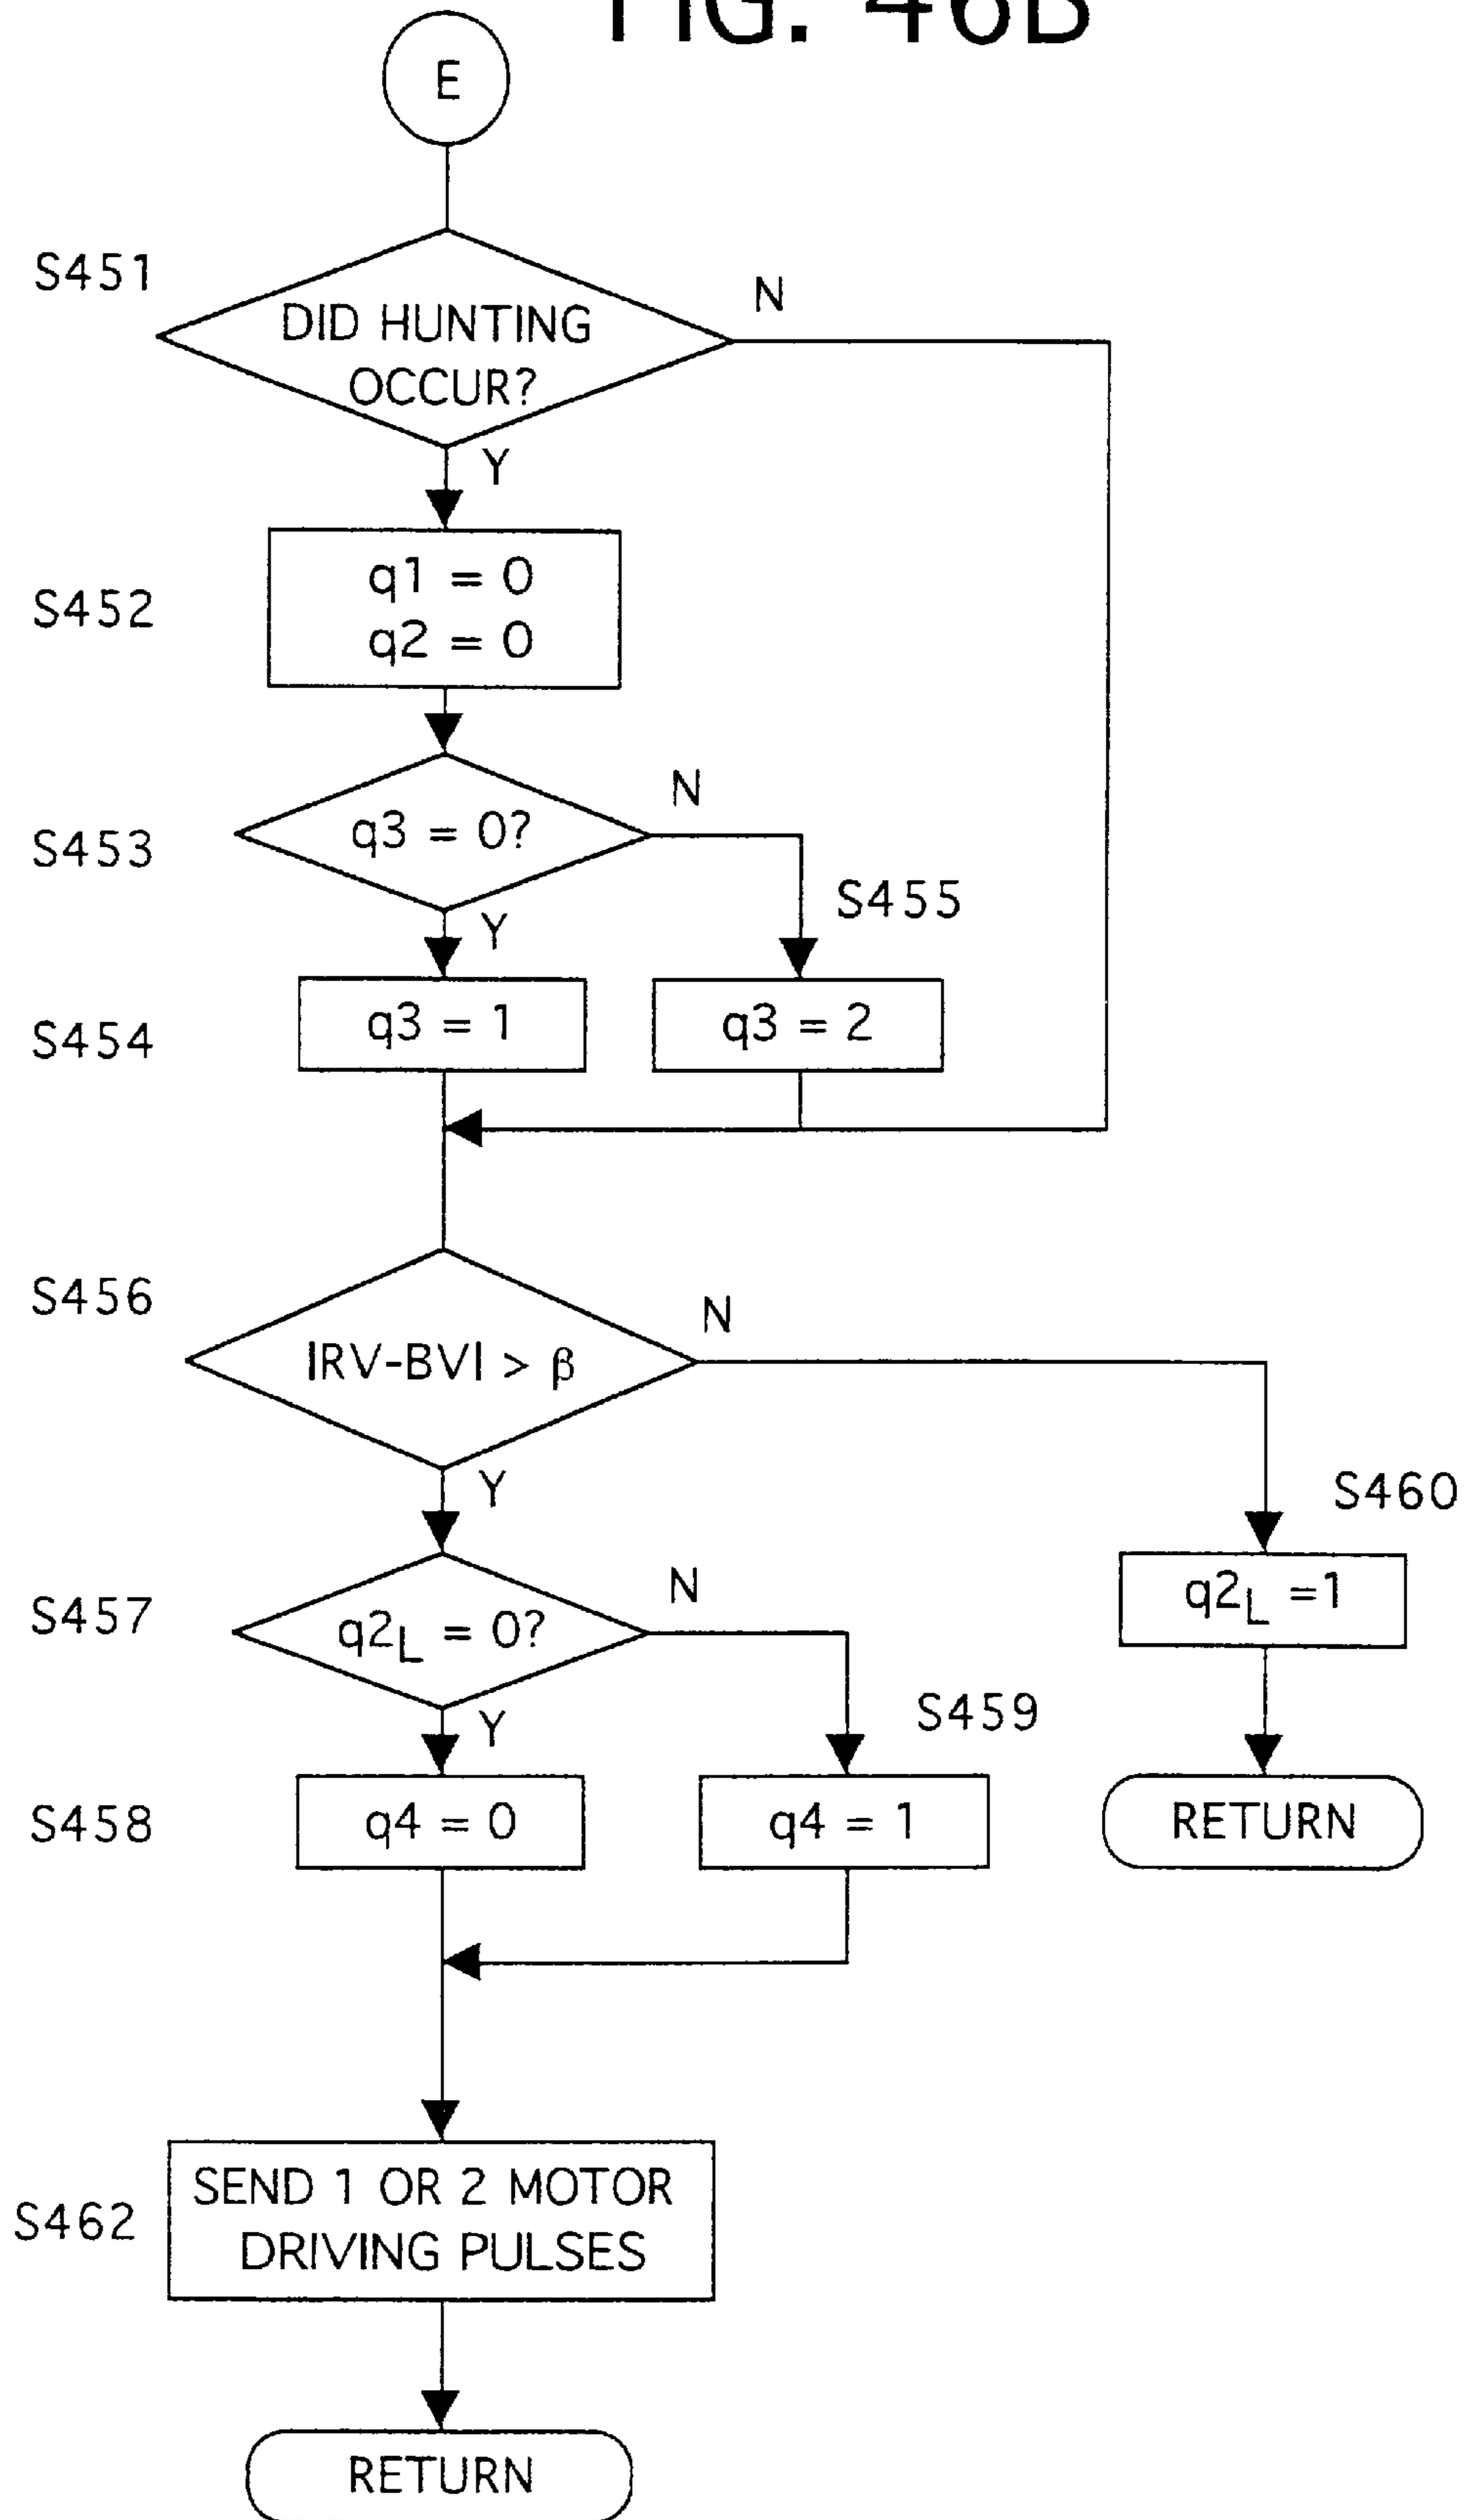 FIG. 46B
E
S451
DID HUNTING
OCCUR?
N
Y
S452
q1 = 0
q2 = 0
S453
q3 = 0?
N
Y
S455
S454
q3 = 1
q3 = 2
S456
|RV-BV| > β
N
Y
S460
q2L =1
S457
q2L = 0?
N
Y
S459
S458
q4 = 0
q4 = 1
RETURN
S462
SEND 1 OR 2 MOTOR
DRIVING PULSES
RETURN